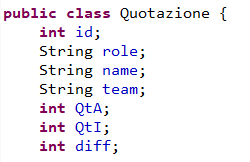 public class Quotazione {
int id;
String role;
String name;
String team;
int QtA;
int QtI;
int diff;